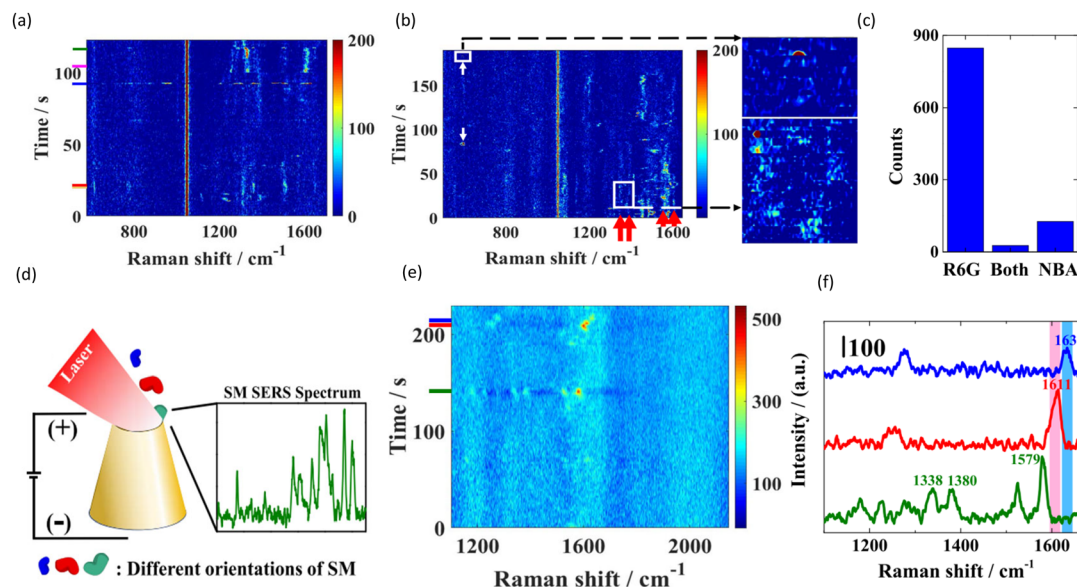 (a)
Time / s
100
50
0
800
1200
1600
Raman shift / cm-1
200
100
0
(b)
Time / s
150
100
50
0
800
1200
1600
Raman shift / cm-1
200
100
0
(c)
Counts
900
600
300
0
R6G
Both
NBA
(d)
Laser
(+)
(-)
SM SERS Spectrum
: Different orientations of SM
(e)
Time / s
200
100
0
1200
1600
2000
Raman shift / cm-1
500
400
300
200
100
(f)
Intensity / (a.u.)
100
163
1611
1579
1338
1380
1200
1400
1600
Raman shift / cm-1